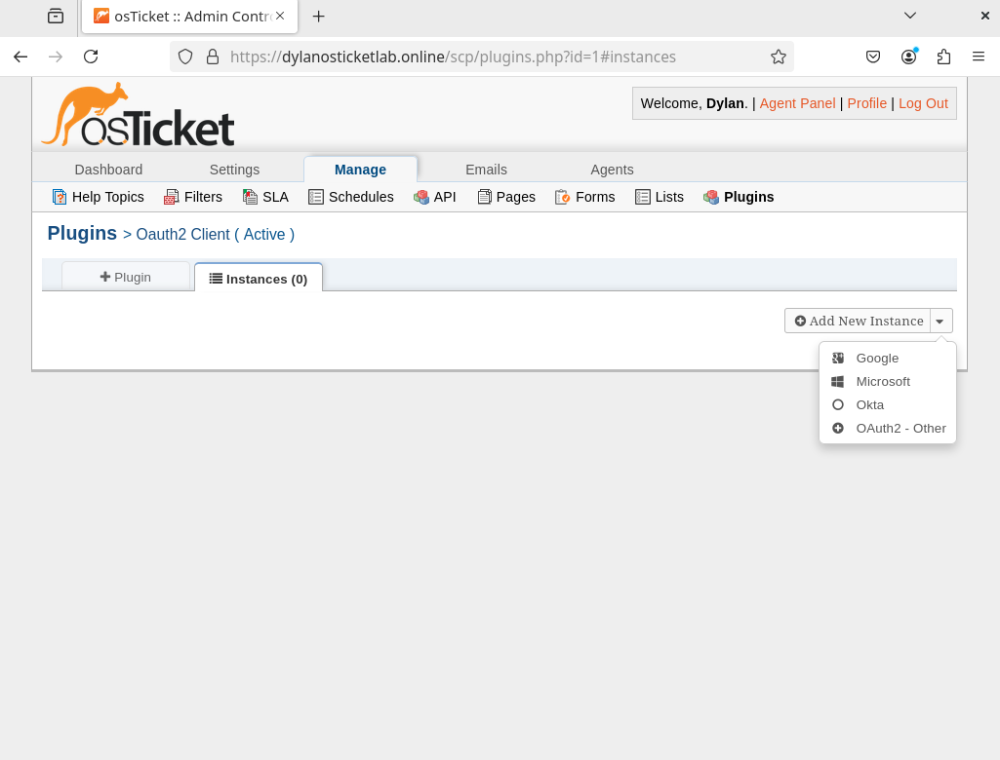 osTicket :: Admin Contr
https://dylanosticketlab.online/scp/plugins.php?id=1#instances
osTicket
Welcome, Dylan. | Agent Panel | Profile | Log Out
Dashboard Settings Manage Emails Agents
Help Topics Filters SLA Schedules API Pages Forms Lists Plugins
Plugins > Oauth2 Client ( Active )
Plugin Instances (0)
Add New Instance
Google
Microsoft
Okta
OAuth2 - Other